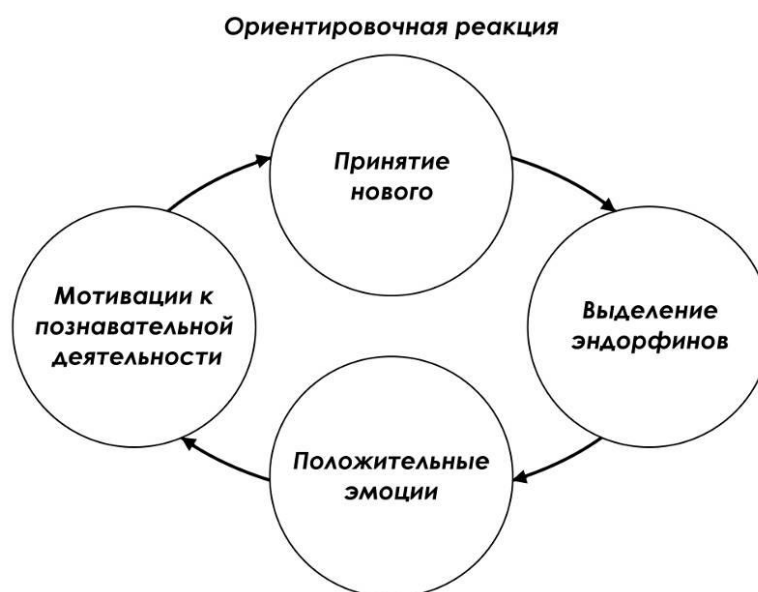 Ориентировочная реакция
Принятие
нового
Мотивации к
познавательной
деятельности
Выделение
эндорфинов
Положительные
эмоции